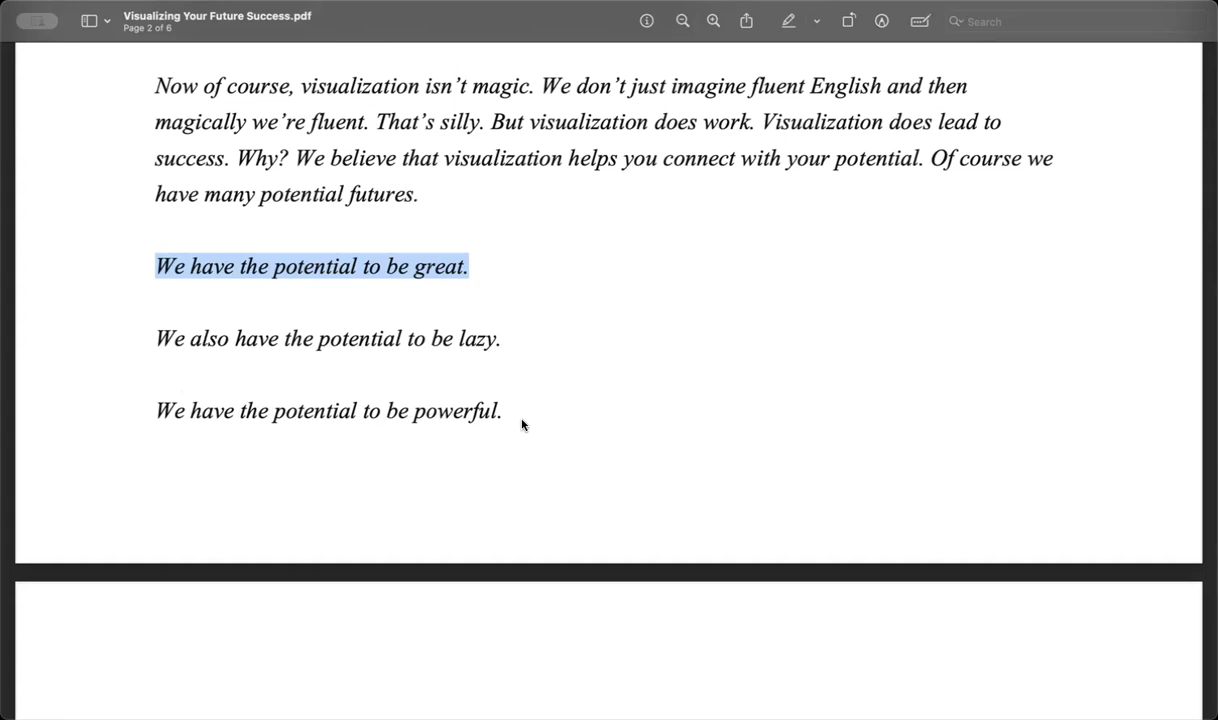 Visualizing Your Future Success.pdf
Page 2 of 6
Search
Now of course, visualization isn’t magic. We don’t just imagine fluent English and then
magically we’re fluent. That’s silly. But visualization does work. Visualization does lead to
success. Why? We believe that visualization helps you connect with your potential. Of course we
have many potential futures.
We have the potential to be great.
We also have the potential to be lazy.
We have the potential to be powerful.